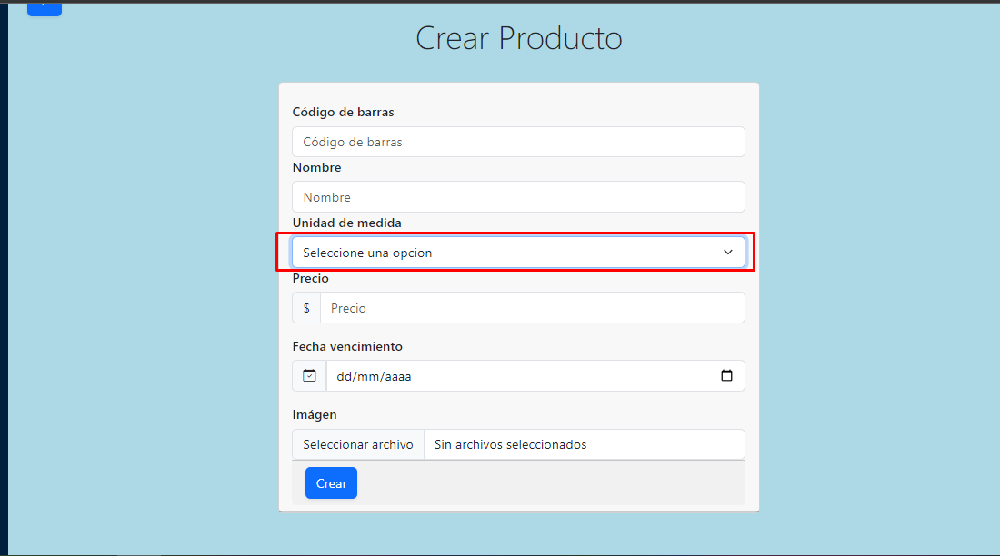 Crear Producto
Código de barras
Código de barras
Nombre
Nombre
Unidad de medida
Seleccione una opcion
Precio
$ Precio
Fecha vencimiento
dd/mm/aaaa
Imágen
Seleccionar archivo Sin archivos seleccionados
Crear